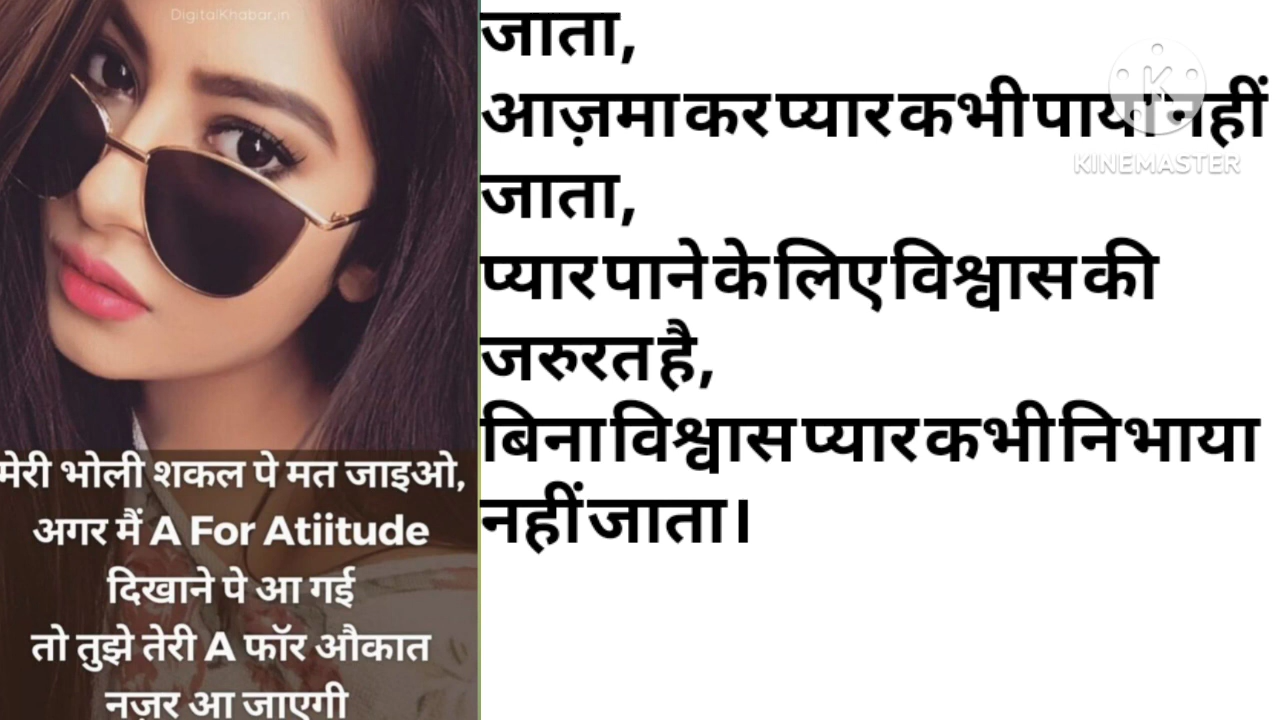 DigitalKhabar.in
मेरी भोली शकल पे मत जाइओ,
अगर मैं A For Atiitude
दिखाने पे आ गई
तो तुझे तेरी A फॉर औकात
नज़र आ जाएगी
जाता,
आज़मा कर प्यार कभी पाया नहीं
जाता,
प्यार पाने के लिए विश्वास की
जरुरत है,
बिना विश्वास प्यार कभी निभाया
नहीं जाता।
K
KINEMASTER